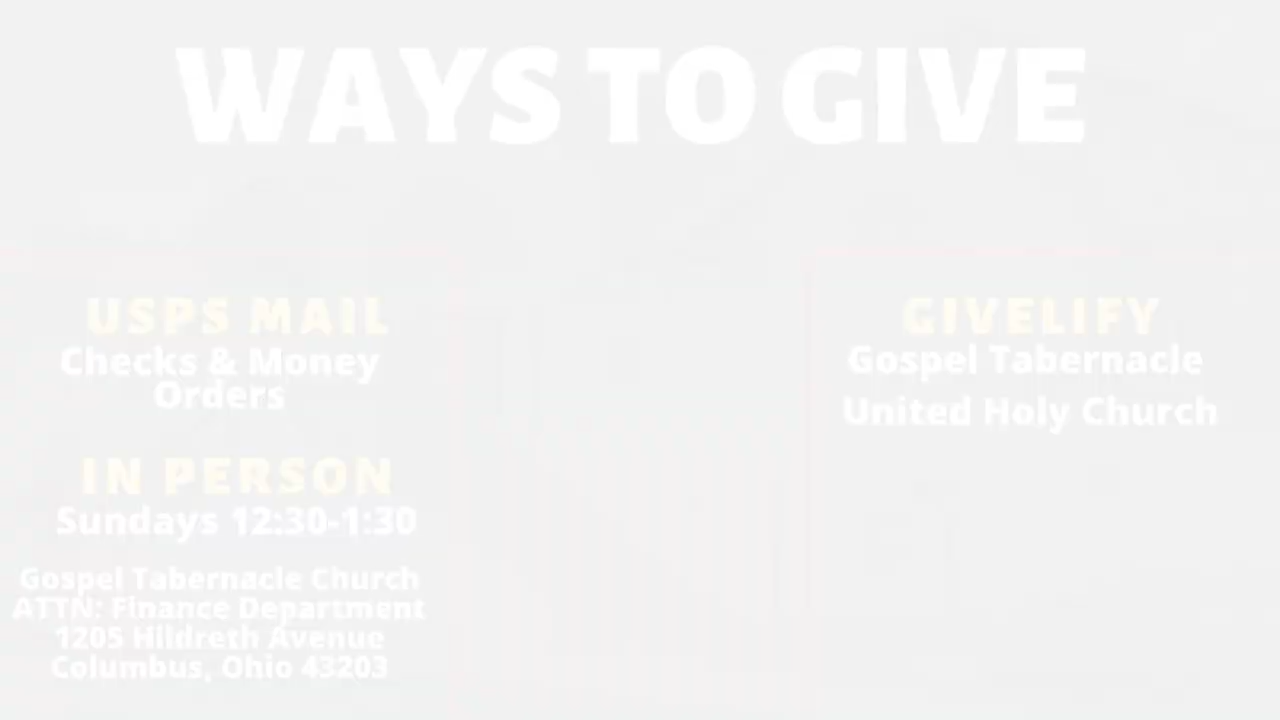 WAYS TO GIVE
USPS MAIL
Checks & Money
Orders
IN PERSON
Sundays 12:30-1:30
Gospel Tabernacle Church
ATTN: Finance Department
1205 Hildreth Avenue
Columbus, Ohio 43203
GIVELIFY
Gospel Tabernacle
United Holy Church